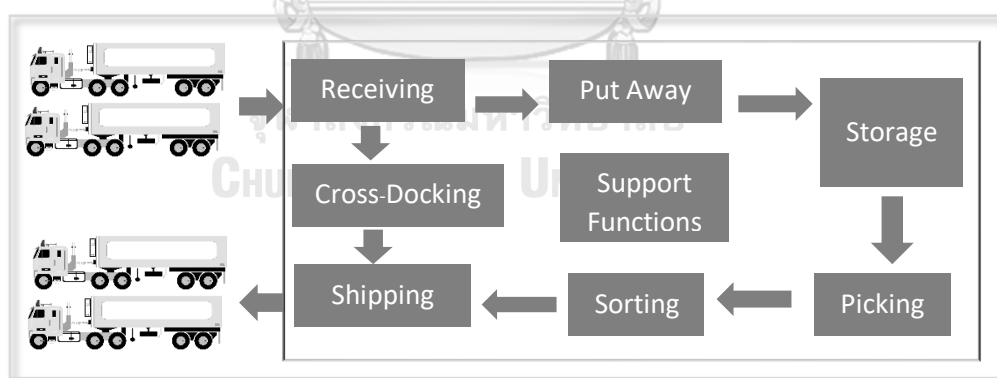 Receiving
Put Away
Storage
Cross-Docking
Support
Functions
Shipping
Sorting
Picking